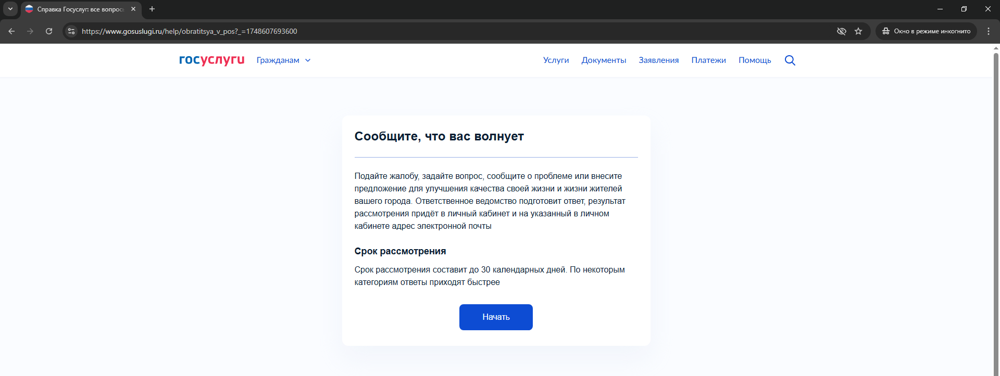 Справка Госуслуг: все вопрос
https://www.gosuslugi.ru/help/obratitsya_v_pos?_=1748607693600
Окно в режиме инкогнито
госуслуги Гражданам Услуги Документы Заявления Платежи Помощь
Сообщите, что вас волнует
Подайте жалобу, задайте вопрос, сообщите о проблеме или внесите
предложение для улучшения качества своей жизни и жизни жителей
вашего города. Ответственное ведомство подготовит ответ, результат
рассмотрения придёт в личный кабинет и на указанный в личном
кабинете адрес электронной почты
Срок рассмотрения
Срок рассмотрения составит до 30 календарных дней. По некоторым
категориям ответы приходят быстрее
Начать